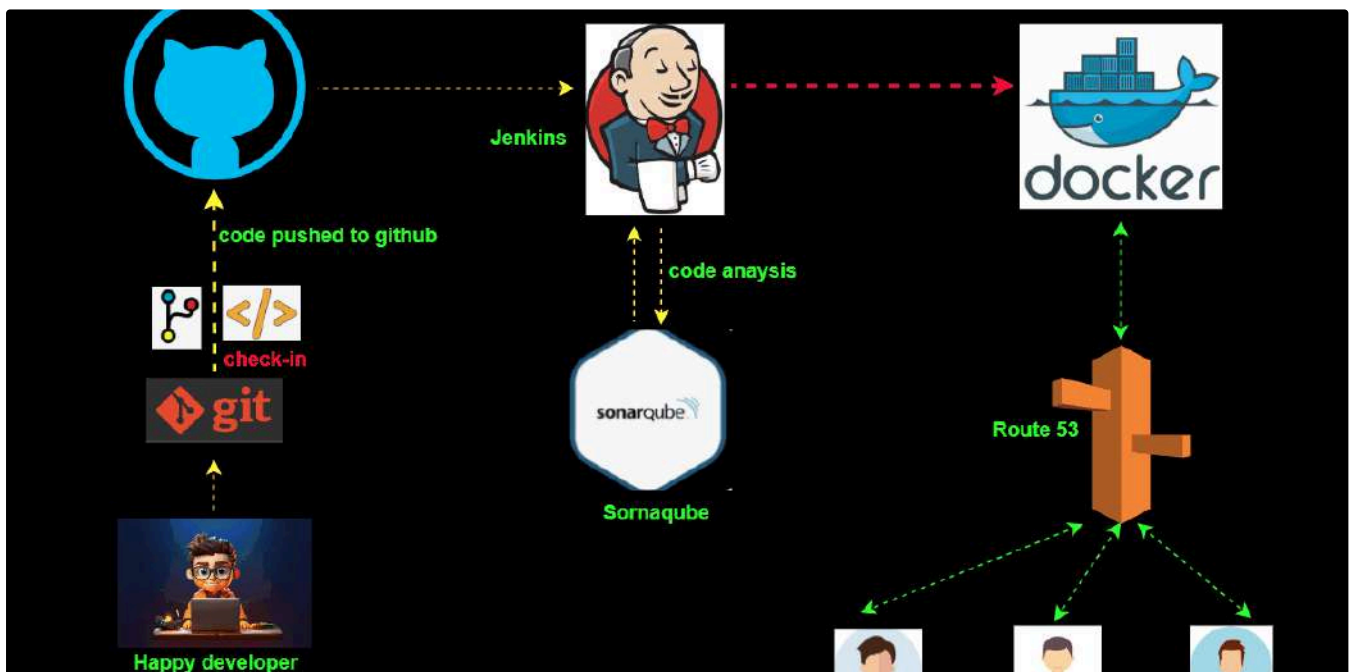 Jenkins
docker
code pushed to github
code anaysis
</>
check-in
git
sonarqube
Route 53
Sornaqube
Happy developer